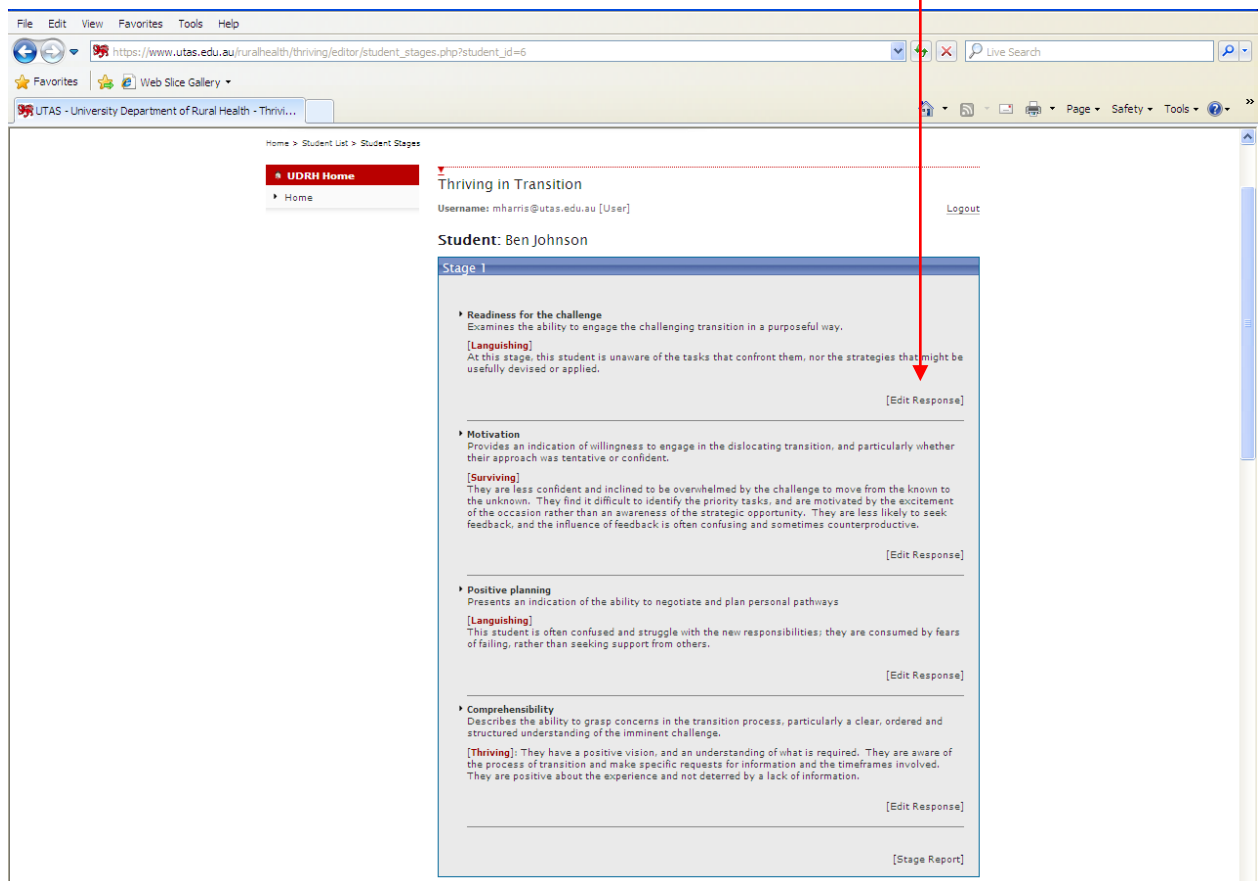 File Edit View Favorites Tools Help
https://www.utas.edu.au/ruralhealth/thriving/editor/student_stages.php?student_id=6
Live Search
Favorites Web Slice Gallery
UTAS - University Department of Rural Health - Thrivi...
Page Safety Tools
Home > Student List > Student Stages
UDRH Home
Home
Thriving in Transition
Username: mharris@utas.edu.au [User] Logout
Student: Ben Johnson
Stage 1
Readiness for the challenge
Examines the ability to engage the challenging transition in a purposeful way.
[Languishing]
At this stage, this student is unaware of the tasks that confront them, nor the strategies that might be
usefully devised or applied.
[Edit Response]
Motivation
Provides an indication of willingness to engage in the dislocating transition, and particularly whether
their approach was tentative or confident.
[Surviving]
They are less confident and inclined to be overwhelmed by the challenge to move from the known to
the unknown. They find it difficult to identify the priority tasks, and are motivated by the excitement
of the occasion rather than an awareness of the strategic opportunity. They are less likely to seek
feedback, and the influence of feedback is often confusing and sometimes counterproductive.
[Edit Response]
Positive planning
Presents an indication of the ability to negotiate and plan personal pathways
[Languishing]
This student is often confused and struggle with the new responsibilities; they are consumed by fears
of failing, rather than seeking support from others.
[Edit Response]
Comprehensibility
Describes the ability to grasp concerns in the transition process, particularly a clear, ordered and
structured understanding of the imminent challenge.
[Thriving]: They have a positive vision, and an understanding of what is required. They are aware of
the process of transition and make specific requests for information and the timeframes involved.
They are positive about the experience and not deterred by a lack of information.
[Edit Response]
[Stage Report]